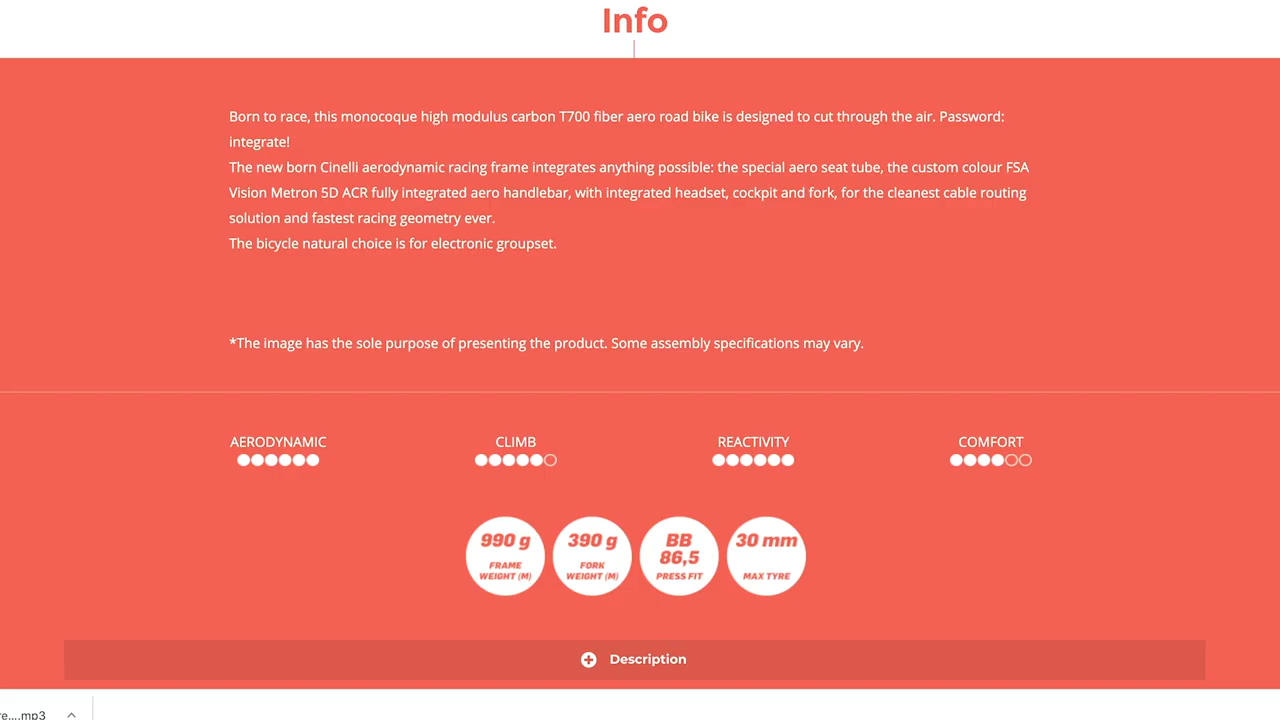 Info
Born to race, this monocoque high modulus carbon T700 fiber aero road bike is designed to cut through the air. Password:
integrate!
The new born Cinelli aerodynamic racing frame integrates anything possible: the special aero seat tube, the custom colour FSA
Vision Metron 5D ACR fully integrated aero handlebar, with integrated headset, cockpit and fork, for the cleanest cable routing
solution and fastest racing geometry ever.
The bicycle natural choice is for electronic groupset.
*The image has the sole purpose of presenting the product. Some assembly specifications may vary.
AERODYNAMIC CLIMB REACTIVITY COMFORT
990 g
FRAME
WEIGHT (M)
390 g
FORK
WEIGHT (M)
BB
86,5
PRESS FIT
30 mm
MAX TYRE
Description
re....mp3